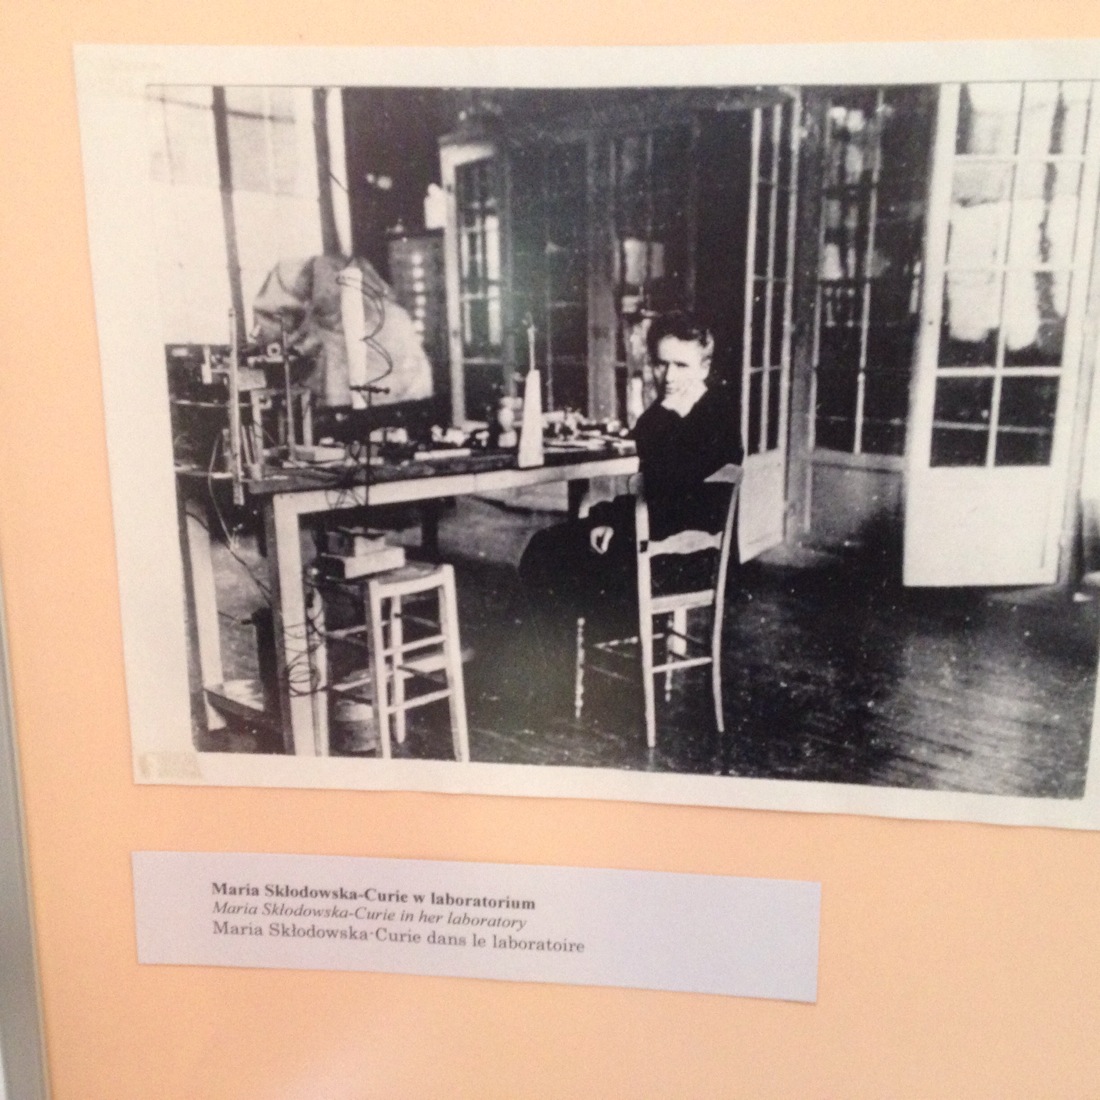 Maria Skłodowska-Curie w laboratorium
Maria Skłodowska-Curie in her laboratory
Maria Skłodowska-Curie dans le laboratoire